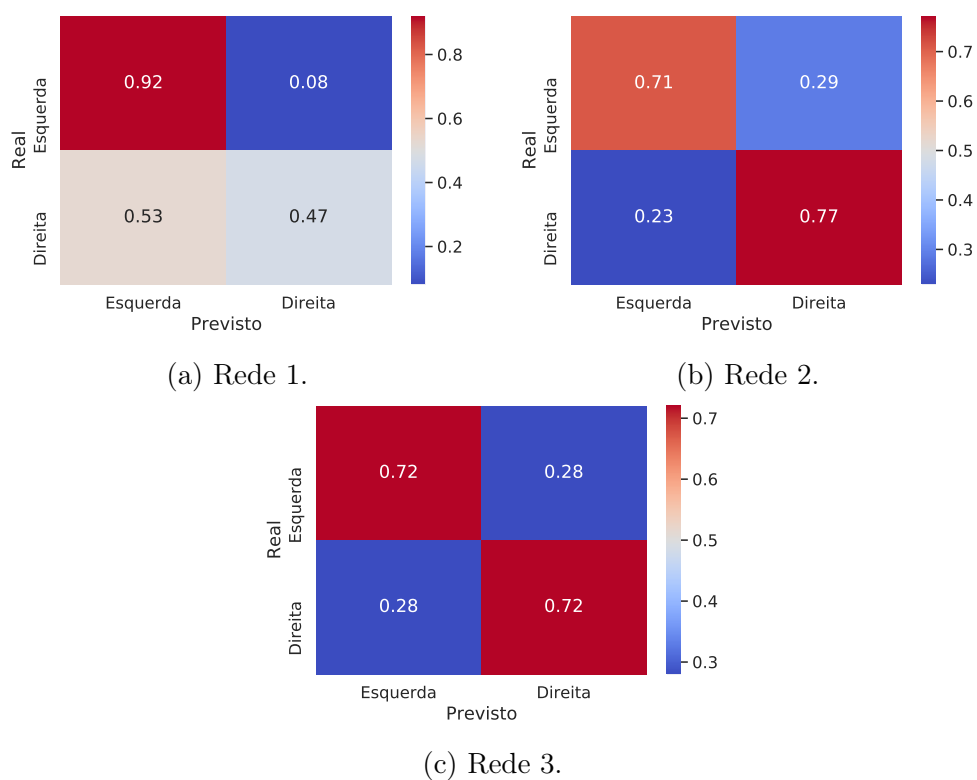 0.92 0.08
0.53 0.47
Real
Esquerda
Direita
Esquerda Direita
Previsto
0.8
0.6
0.4
0.2
(a) Rede 1.
0.71 0.29
0.23 0.77
Real
Esquerda
Direita
Esquerda Direita
Previsto
0.7
0.6
0.5
0.4
0.3
(b) Rede 2.
0.72 0.28
0.28 0.72
Real
Esquerda
Direita
Esquerda Direita
Previsto
0.7
0.6
0.5
0.4
0.3
(c) Rede 3.